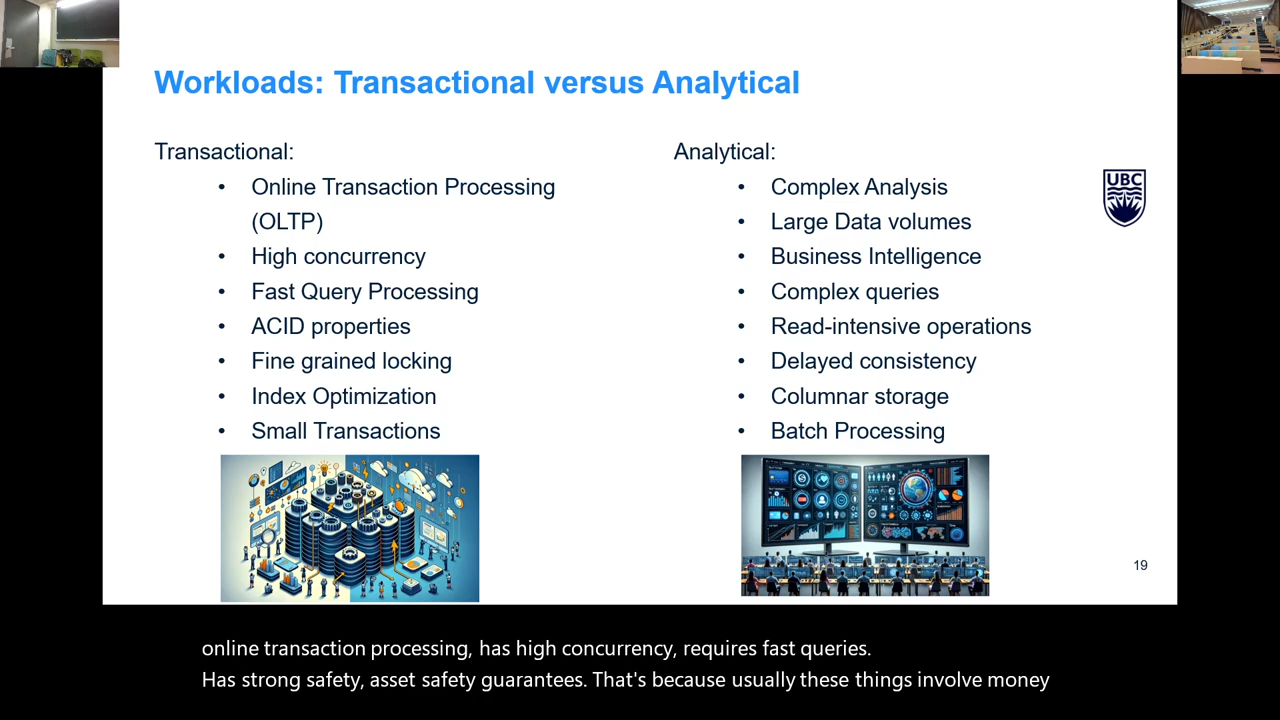 Workloads: Transactional versus Analytical
Transactional:
• Online Transaction Processing
(OLTP)
• High concurrency
• Fast Query Processing
• ACID properties
• Fine grained locking
• Index Optimization
• Small Transactions
Analytical:
• Complex Analysis
• Large Data volumes
• Business Intelligence
• Complex queries
• Read-intensive operations
• Delayed consistency
• Columnar storage
• Batch Processing
UBC
19
online transaction processing, has high concurrency, requires fast queries.
Has strong safety, asset safety guarantees. That's because usually these things involve money